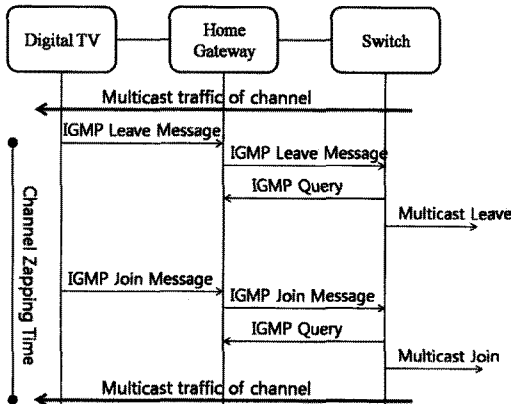 Digital TV
Home
Gateway
Switch
Multicast traffic of channel
IGMP Leave Message
IGMP Leave Message
IGMP Query
Multicast Leave
Channel Zapping Time
IGMP Join Message
IGMP Join Message
IGMP Query
Multicast Join
Multicast traffic of channel